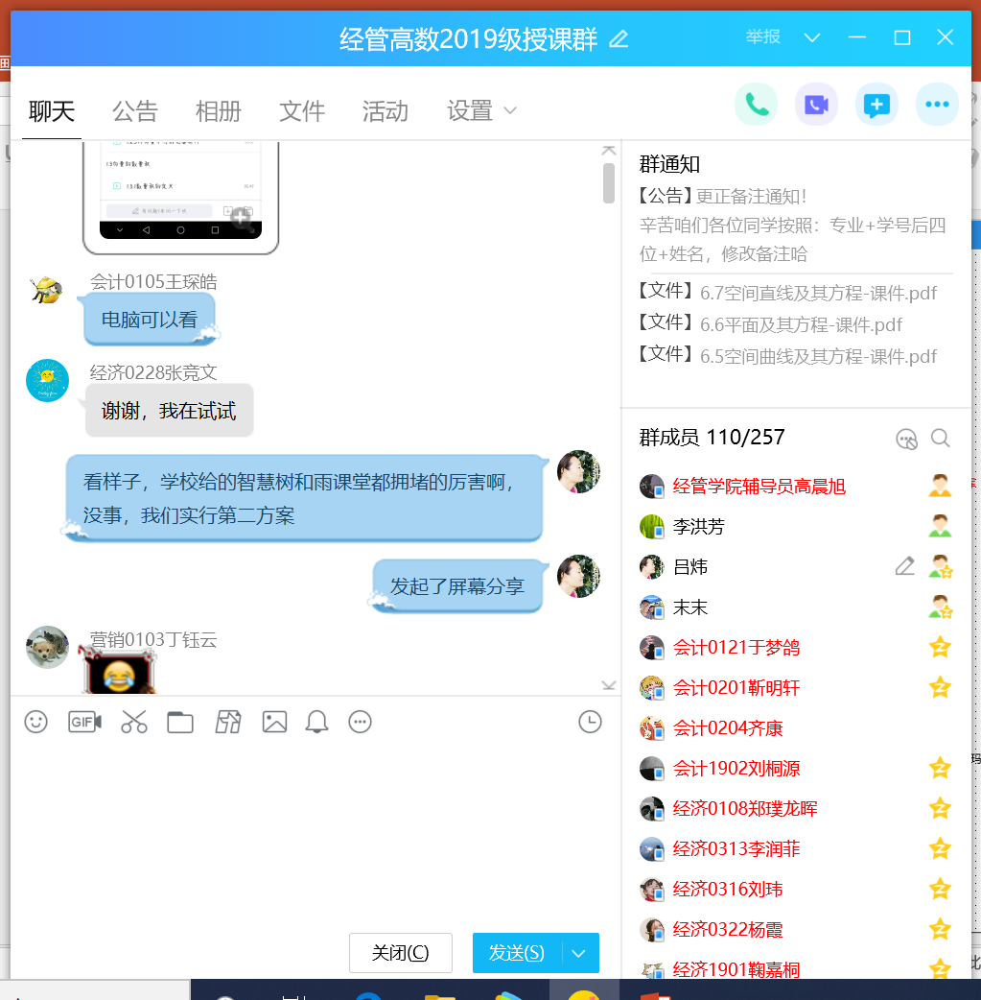 经管高数2019级授课群
举报
聊天 公告 相册 文件 活动 设置
会计0105王琛皓
电脑可以看
经济0228张竞文
谢谢，我在试试
看样子，学校给的智慧树和雨课堂都拥堵的厉害啊，
没事，我们实行第二方案
发起了屏幕分享
营销0103丁钰云
GIF
关闭(C)
发送(S)
群通知
【公告】更正备注通知！
辛苦咱们各位同学按照：专业+学号后四
位+姓名，修改备注哈
【文件】6.7空间直线及其方程-课件.pdf
【文件】6.6平面及其方程-课件.pdf
【文件】6.5空间曲线及其方程-课件.pdf
群成员 110/257
经管学院辅导员高晨旭
李洪芳
吕炜
末末
会计0121于梦鸽
会计0201靳明轩
会计0204齐康
会计1902刘桐源
经济0108郑璞龙晖
经济0313李润菲
经济0316刘玮
经济0322杨霞
经济1901鞠嘉桐